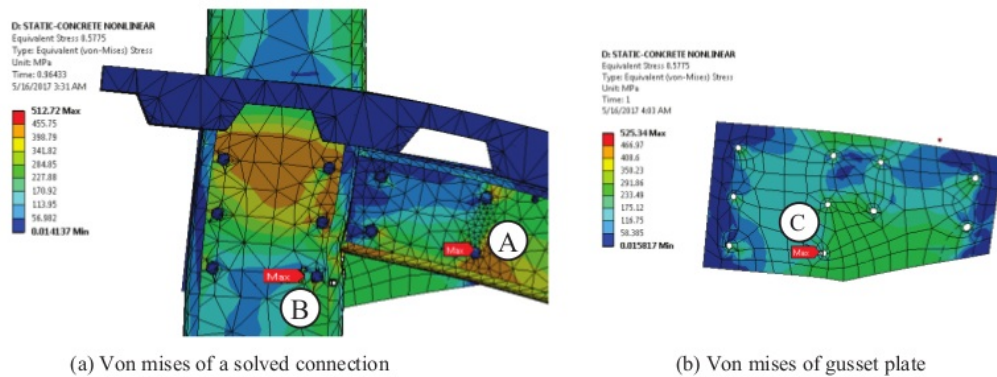 D: STATIC-CONCRETE NONLINEAR
Equivalent Stress 8.5775
Type: Equivalent (von-Mises) Stress
Unit: MPa
Time: 0.96433
5/16/2017 3:31 AM
512.72 Max
455.75
398.79
341.82
284.85
227.88
170.92
113.95
56.982
0.014137 Min
Max
A
Max
B
(a) Von mises of a solved connection
D: STATIC-CONCRETE NONLINEAR
Equivalent Stress 8.5775
Type: Equivalent (von-Mises) Stress
Unit: MPa
Time: 1
5/16/2017 4:03 AM
525.34 Max
466.97
408.6
350.23
291.86
233.49
175.12
116.75
58.385
0.015817 Min
C
Max
(b) Von mises of gusset plate